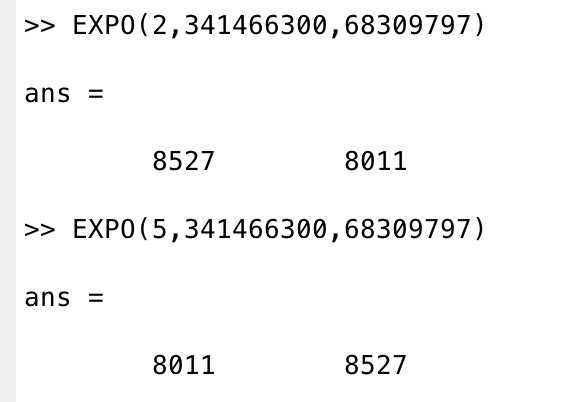 >> EXPO(2,341466300,68309797)
ans =
8527 8011
>> EXPO(5,341466300,68309797)
ans =
8011 8527